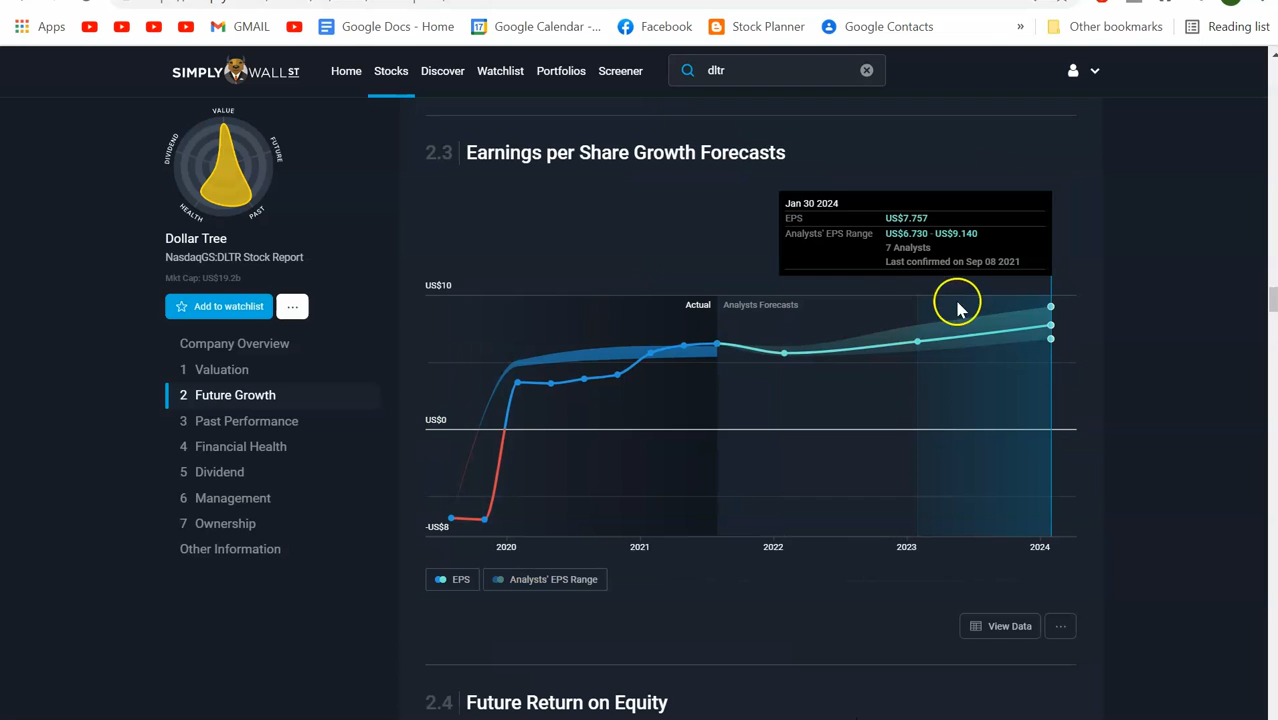 Apps
GMAIL
Google Docs - Home
Google Calendar -...
Facebook
Stock Planner
Google Contacts
»
Other bookmarks
Reading list
SIMPLY WALL ST
Home
Stocks
Discover
Watchlist
Portfolios
Screener
dltr
VALUE
FUTURE
PAST
HEALTH
DIVIDEND
Dollar Tree
NasdaqGS:DLTR Stock Report
Mkt Cap: US$19.2b
Add to watchlist
...
Company Overview
1 Valuation
2 Future Growth
3 Past Performance
4 Financial Health
5 Dividend
6 Management
7 Ownership
Other Information
2.3 Earnings per Share Growth Forecasts
Jan 30 2024
EPS US$7.757
Analysts' EPS Range US$6.730 - US$9.140
7 Analysts
Last confirmed on Sep 08 2021
US$10
Actual
Analysts Forecasts
US$0
-US$8
2020
2021
2022
2023
2024
EPS
Analysts' EPS Range
View Data
...
2.4 Future Return on Equity